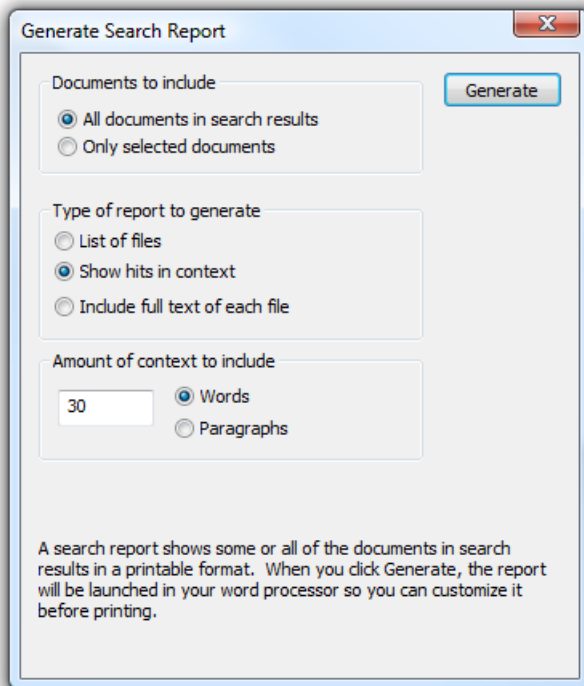 Generate Search Report
X
Documents to include
Generate
All documents in search results
Only selected documents
Type of report to generate
List of files
Show hits in context
Include full text of each file
Amount of context to include
30
Words
Paragraphs
A search report shows some or all of the documents in search
results in a printable format.  When you click Generate, the report
will be launched in your word processor so you can customize it
before printing.